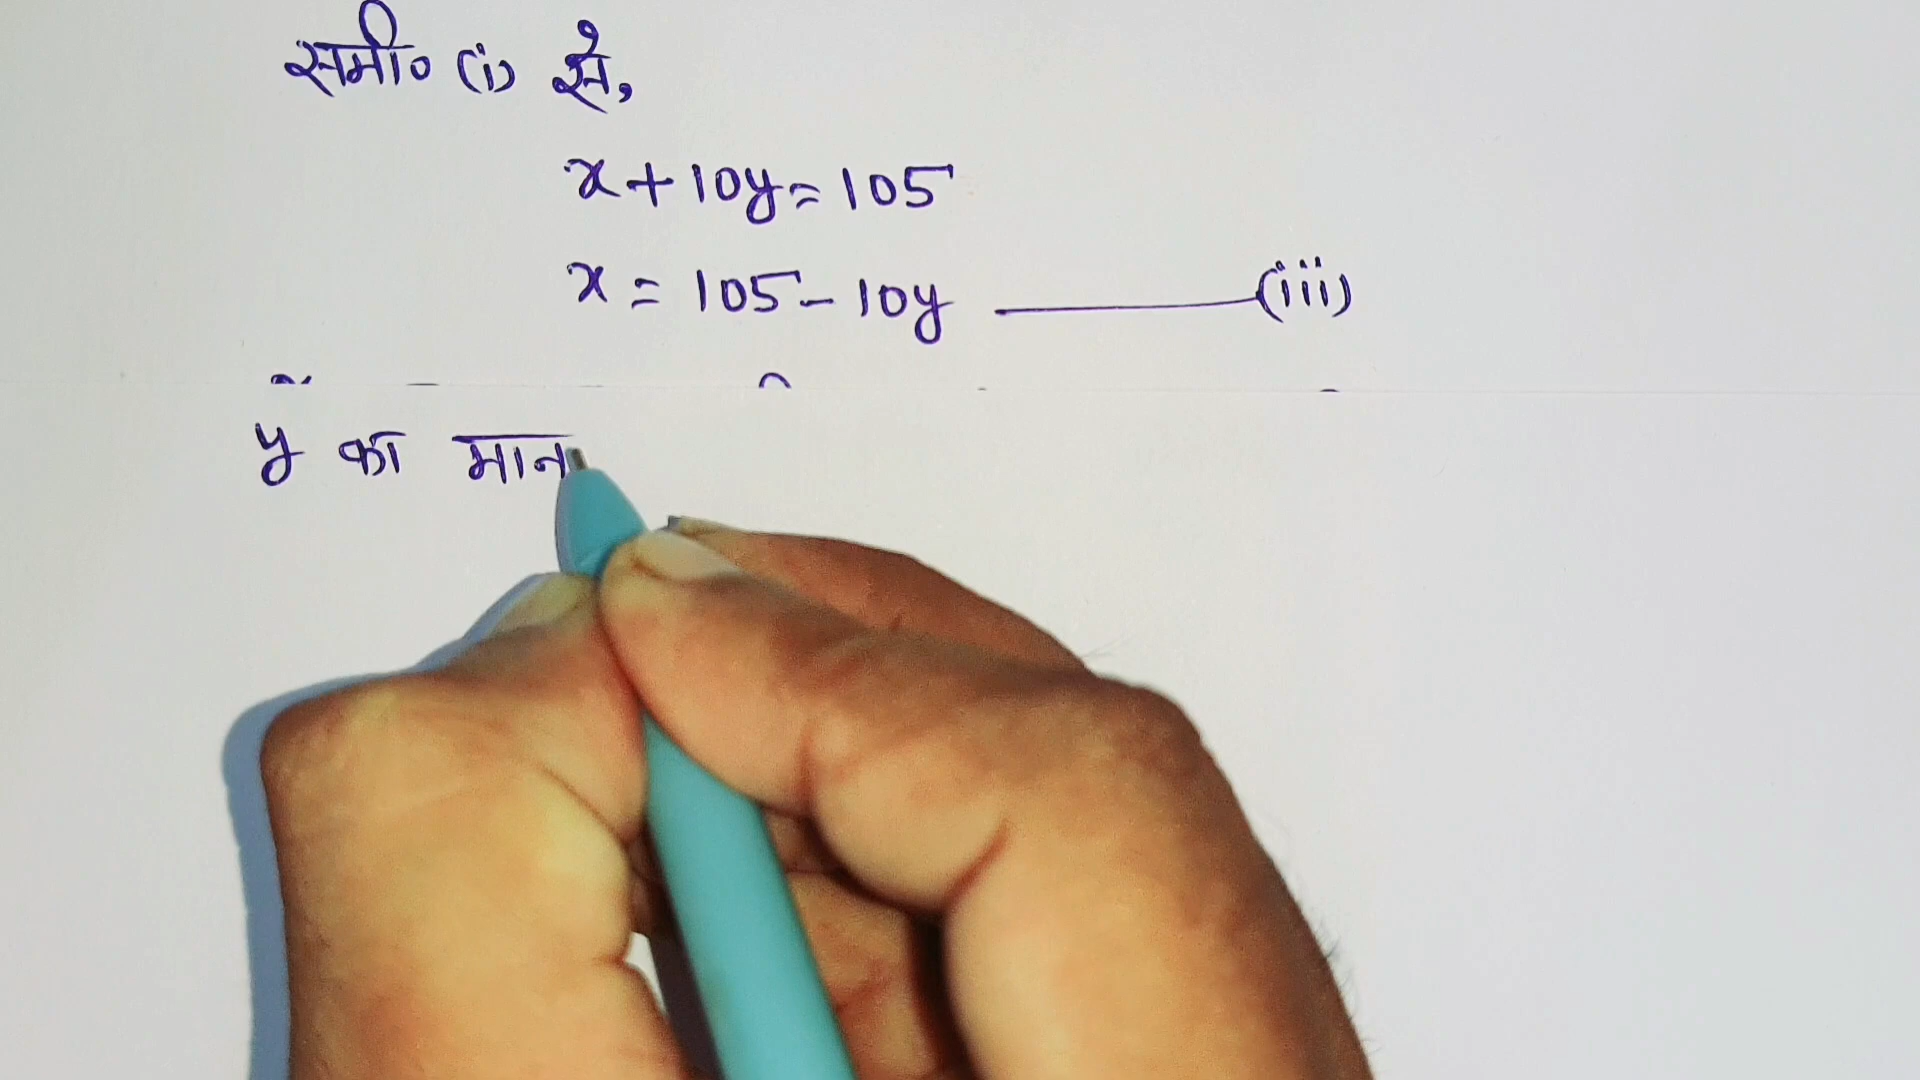 समी० (i) से,
x + 10y = 105
x = 105 - 10y ——— (iii)
y का मान